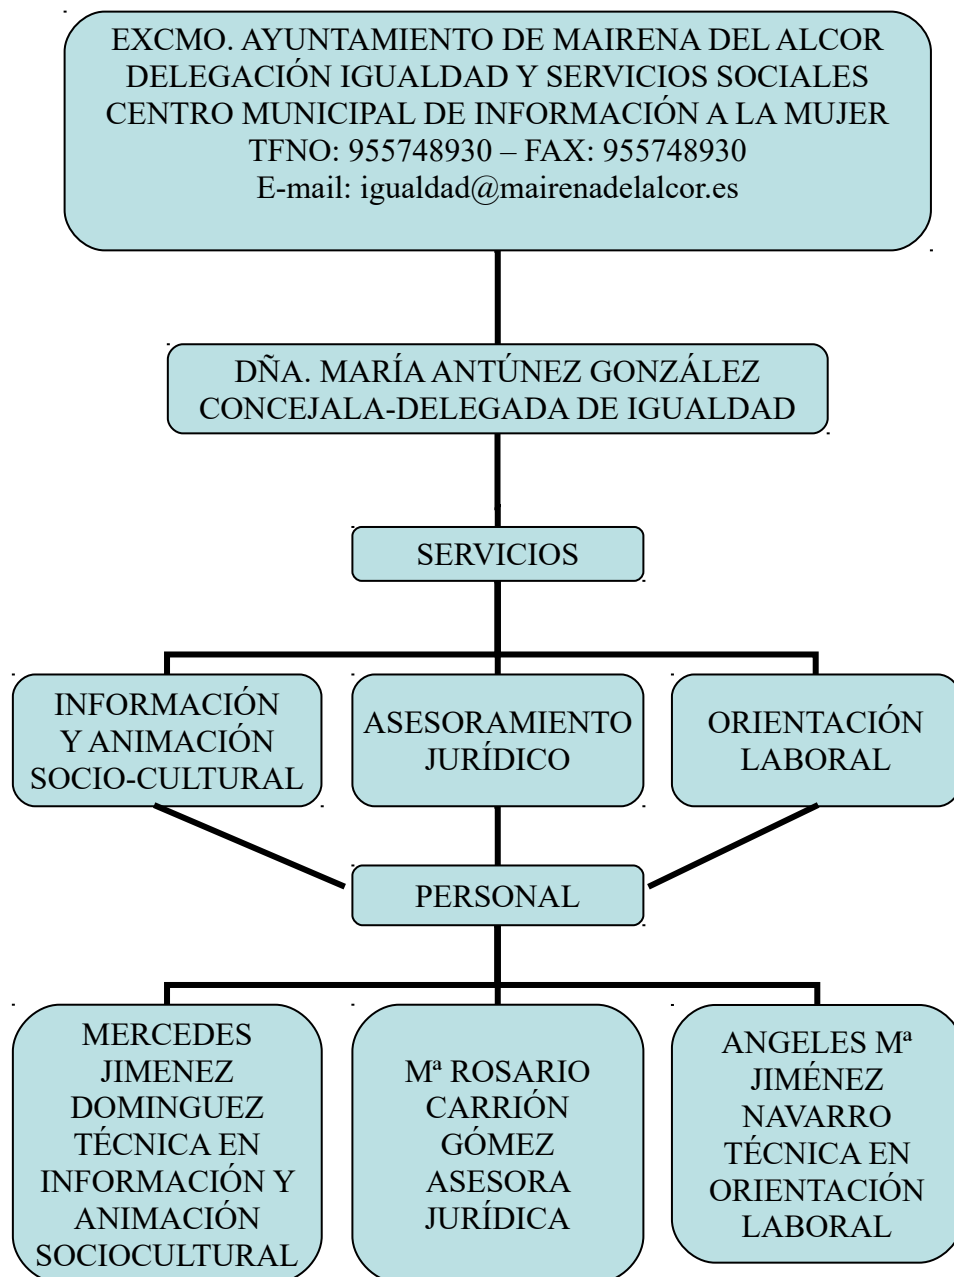 EXCMO. AYUNTAMIENTO DE MAIRENA DEL ALCOR
DELEGACIÓN IGUALDAD Y SERVICIOS SOCIALES
CENTRO MUNICIPAL DE INFORMACIÓN A LA MUJER
TFNO: 955748930 – FAX: 955748930
E-mail: igualdad@mairenadelalcor.es
DÑA. MARÍA ANTÚNEZ GONZÁLEZ
CONCEJALA-DELEGADA DE IGUALDAD
SERVICIOS
INFORMACIÓN
Y ANIMACIÓN
SOCIO-CULTURAL
ASESORAMIENTO
JURÍDICO
ORIENTACIÓN
LABORAL
PERSONAL
MERCEDES
JIMENEZ
DOMINGUEZ
TÉCNICA EN
INFORMACIÓN Y
ANIMACIÓN
SOCIOCULTURAL
Mª ROSARIO
CARRIÓN
GÓMEZ
ASESORA
JURÍDICA
ANGELES Mª
JIMÉNEZ
NAVARRO
TÉCNICA EN
ORIENTACIÓN
LABORAL